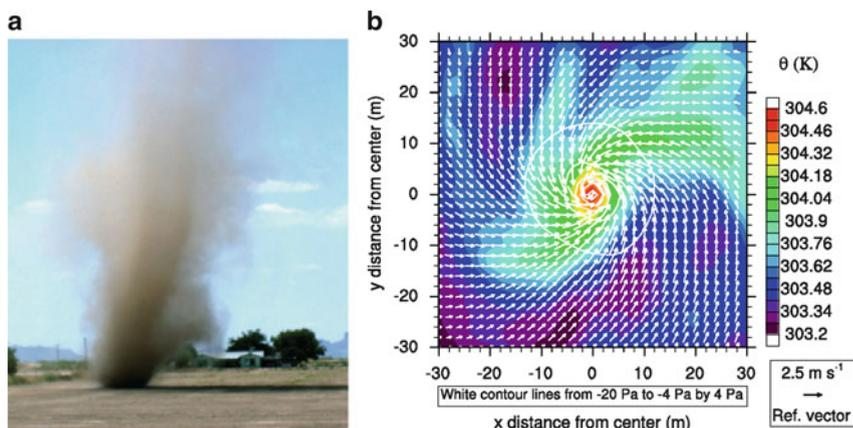 a
b
30
20
10
0
-10
-20
-30
y distance from center (m)
-30 -20 -10 0 10 20 30
White contour lines from -20 Pa to -4 Pa by 4 Pa
x distance from center (m)
θ (K)
304.6
304.46
304.32
304.18
304.04
303.9
303.76
303.62
303.48
303.34
303.2
2.5 m s⁻¹
Ref. vector